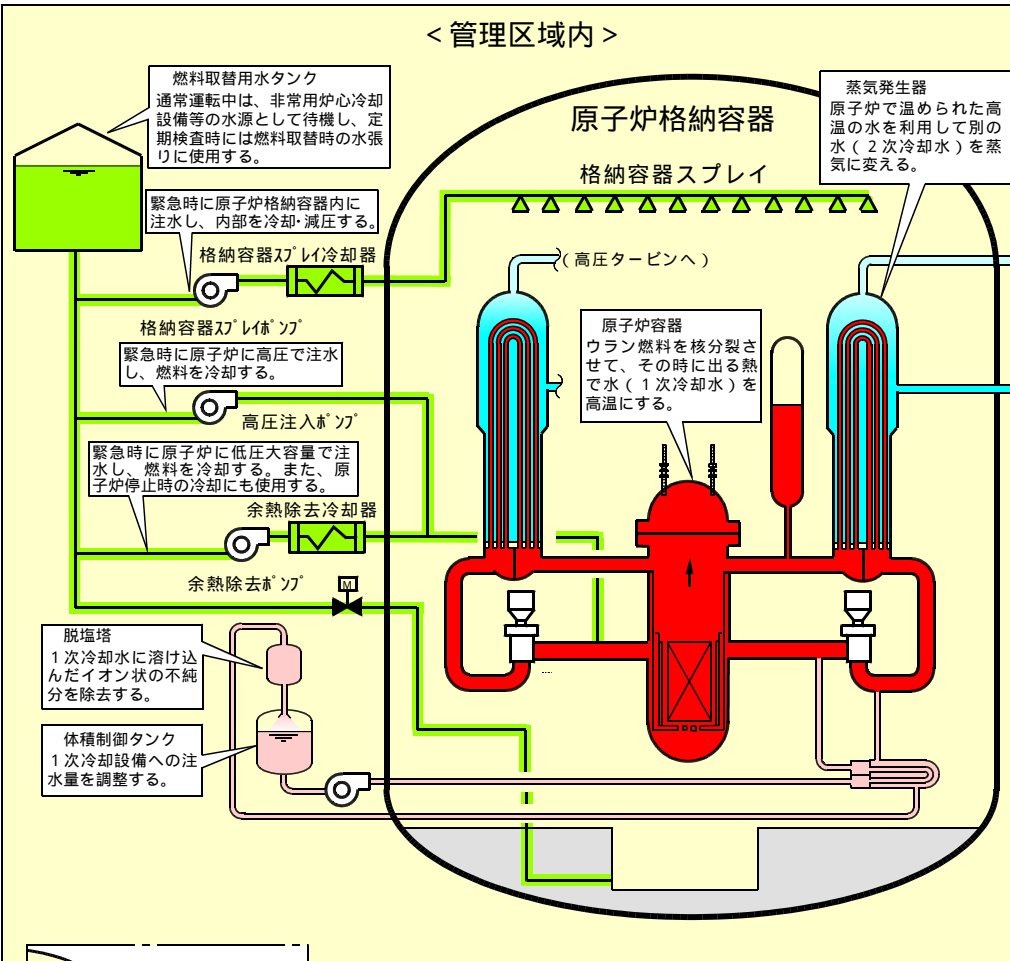 ＜管理区域内＞
燃料取替用水タンク
通常運転中は、非常用炉心冷却
設備等の水源として待機し、定
期検査時には燃料取替時の水張
りに使用する。
原子炉格納容器
蒸気発生器
原子炉で温められた高
温の水を利用して別の
水（２次冷却水）を蒸
気に変える。
格納容器スプレイ
緊急時に原子炉格納容器内に
注水し、内部を冷却･減圧する。
格納容器ｽﾌﾟﾚｲ冷却器
（高圧タービンへ）
格納容器ｽﾌﾟﾚｲﾎﾟﾝﾌﾟ
原子炉容器
ウラン燃料を核分裂さ
せて、その時に出る熱
で水（１次冷却水）を
高温にする。
緊急時に原子炉に高圧で注水
し、燃料を冷却する。
高圧注入ﾎﾟﾝﾌﾟ
緊急時に原子炉に低圧大容量で注
水し、燃料を冷却する。また、原
子炉停止時の冷却にも使用する。
余熱除去冷却器
余熱除去ﾎﾟﾝﾌﾟ
M
脱塩塔
１次冷却水に溶け込
んだイオン状の不純
分を除去する。
体積制御タンク
１次冷却設備への注
水量を調整する。